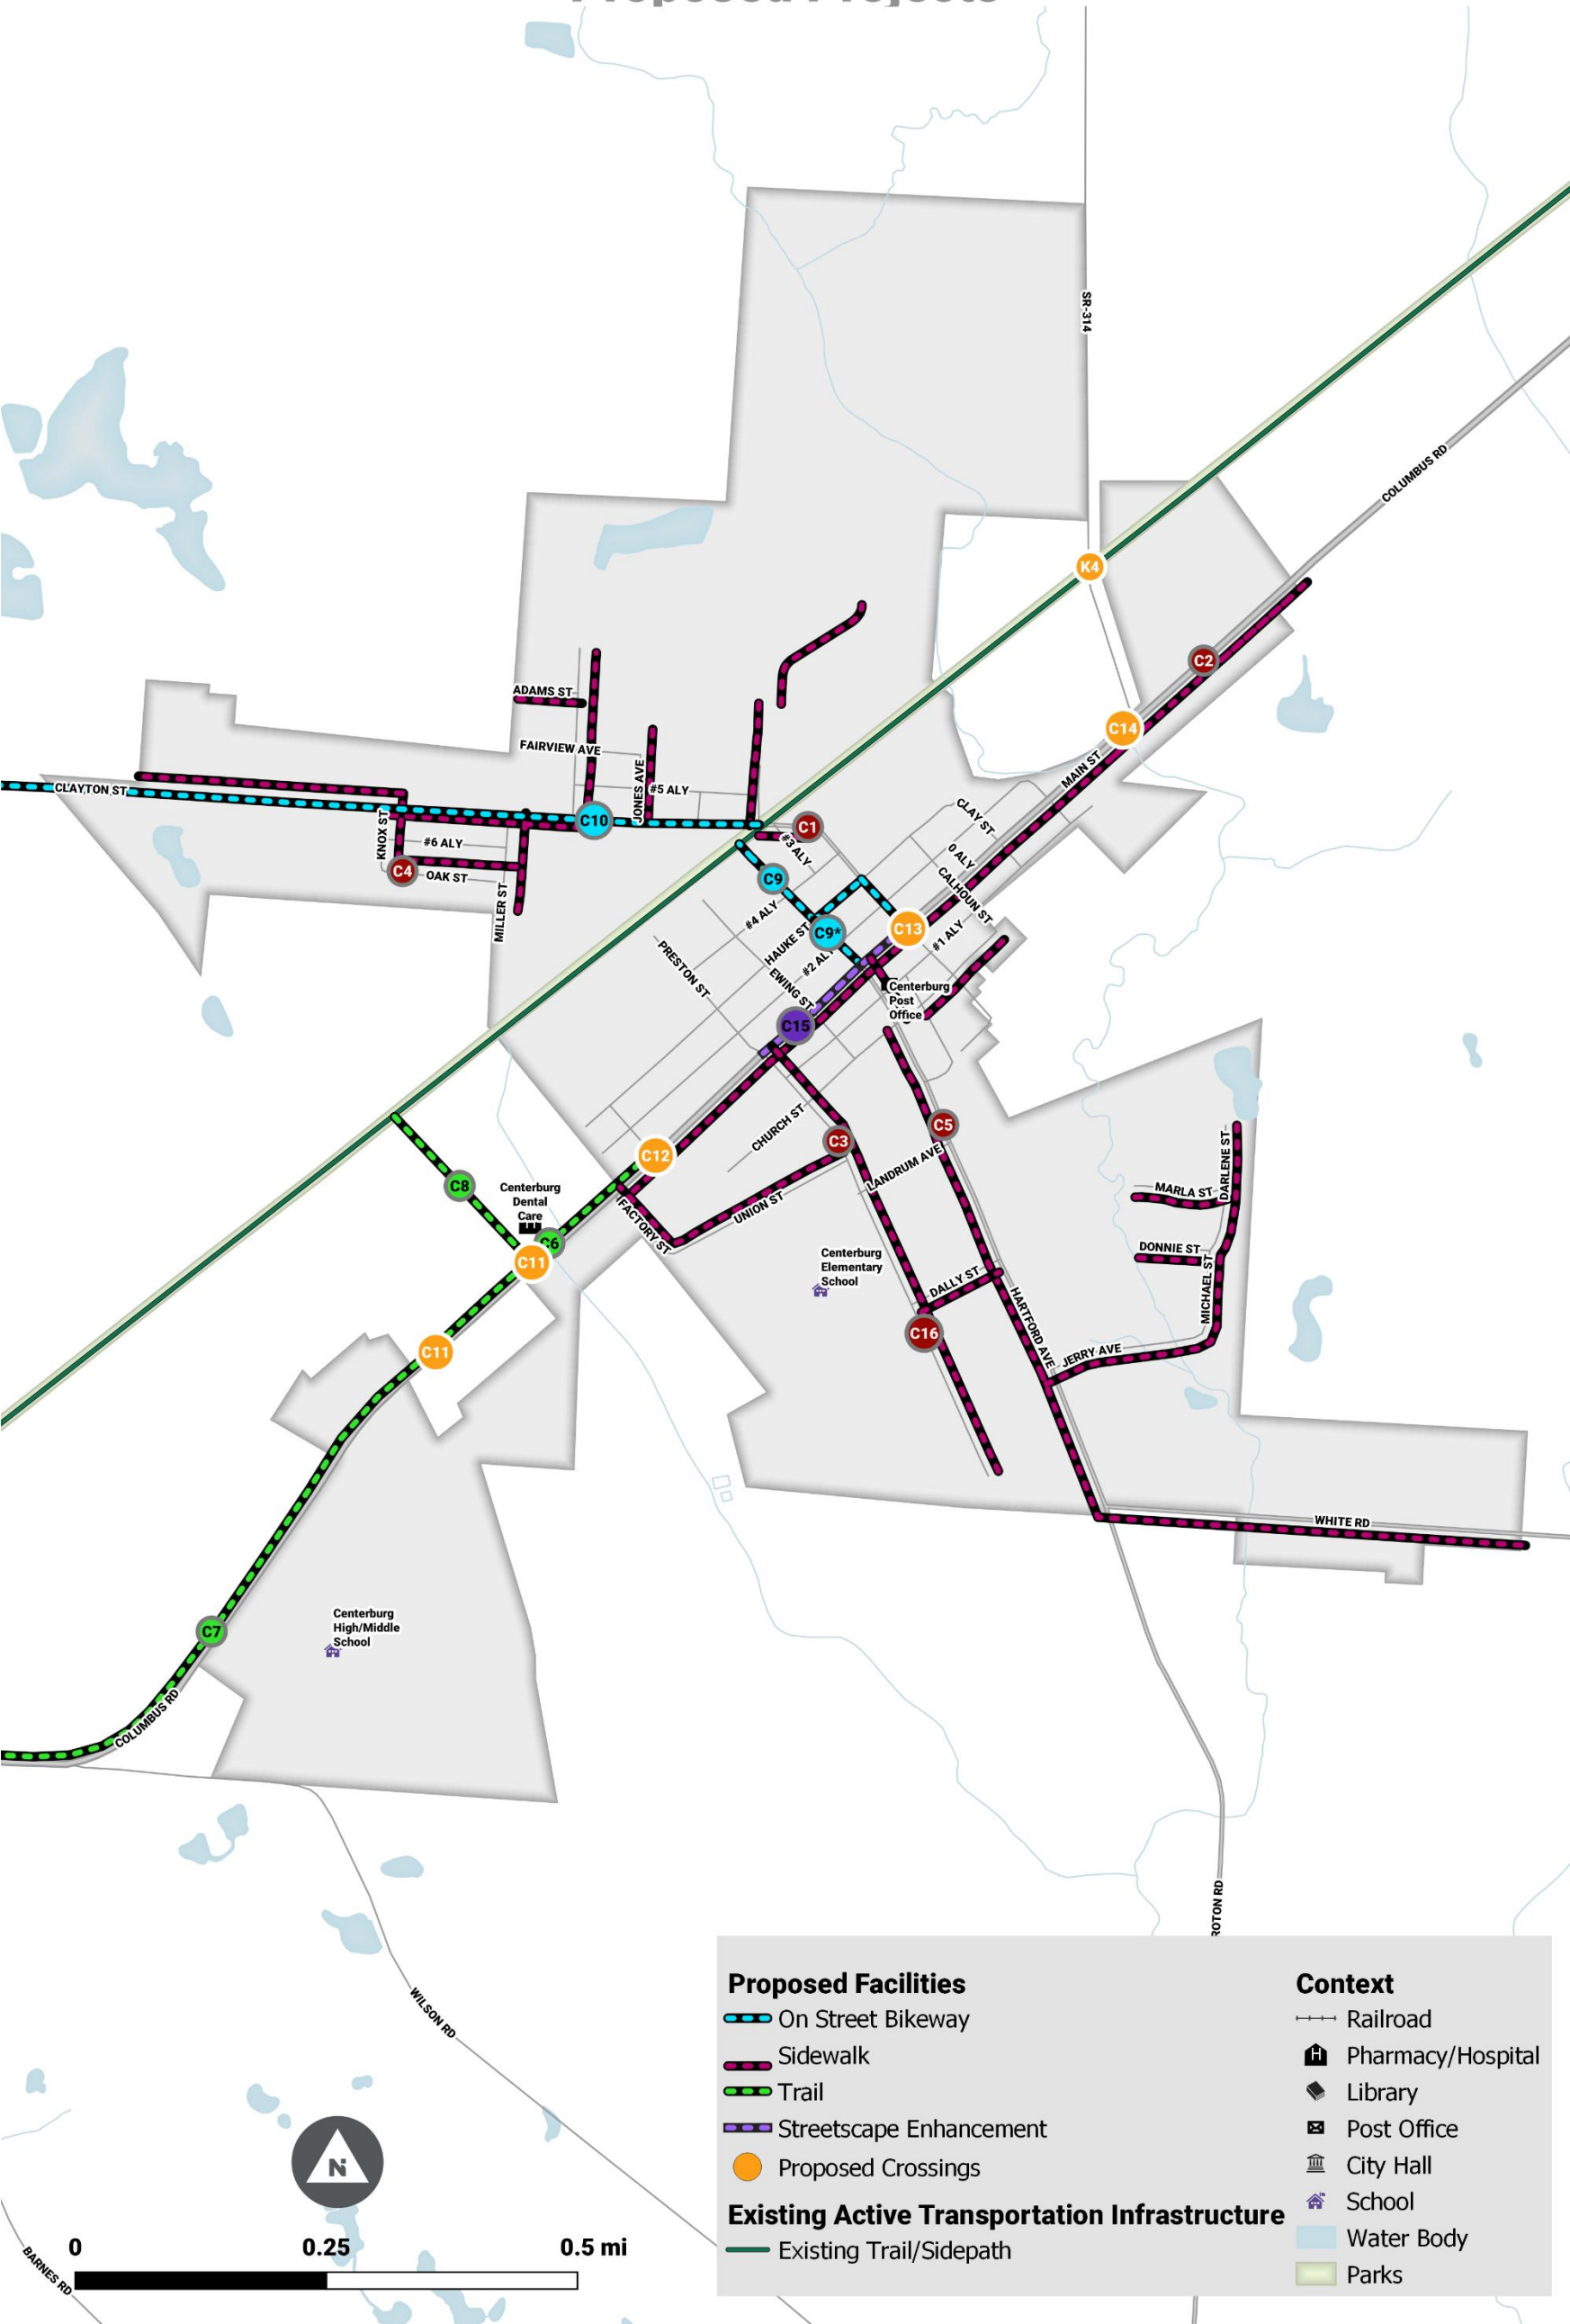 Proposed Projects
SR-314
COLUMBUS RD
K4
C2
C14
MAIN ST
ADAMS ST
FAIRVIEW AVE
JONES AVE
#5 ALY
CLAYTON ST
C10
C1
#3 ALY
CLAY ST
0 ALY
CALHOUN ST
KNOX ST
#6 ALY
C4
OAK ST
MILLER ST
C9
#4 ALY
HAUKE ST
C9*
C13
#1 ALY
#2 ALY
PRESTON ST
EWING ST
Centerburg
Post
Office
C15
CHURCH ST
C3
C5
LANDRUM AVE
C12
C8
Centerburg
Dental
Care
C6
C11
FACTORY ST
UNION ST
MARLA ST
DARLENE ST
DONNIE ST
MICHAEL ST
Centerburg
Elementary
School
DALLY ST
HARTFORD AVE
C16
JERRY AVE
C11
WHITE RD
Centerburg
High/Middle
School
C7
COLUMBUS RD
ROTON RD
WILSON RD
BARNES RD
N
0 0.25 0.5 mi
Proposed Facilities
On Street Bikeway
Sidewalk
Trail
Streetscape Enhancement
Proposed Crossings
Existing Active Transportation Infrastructure
Existing Trail/Sidepath
Context
Railroad
H
Pharmacy/Hospital
Library
Post Office
City Hall
School
Water Body
Parks